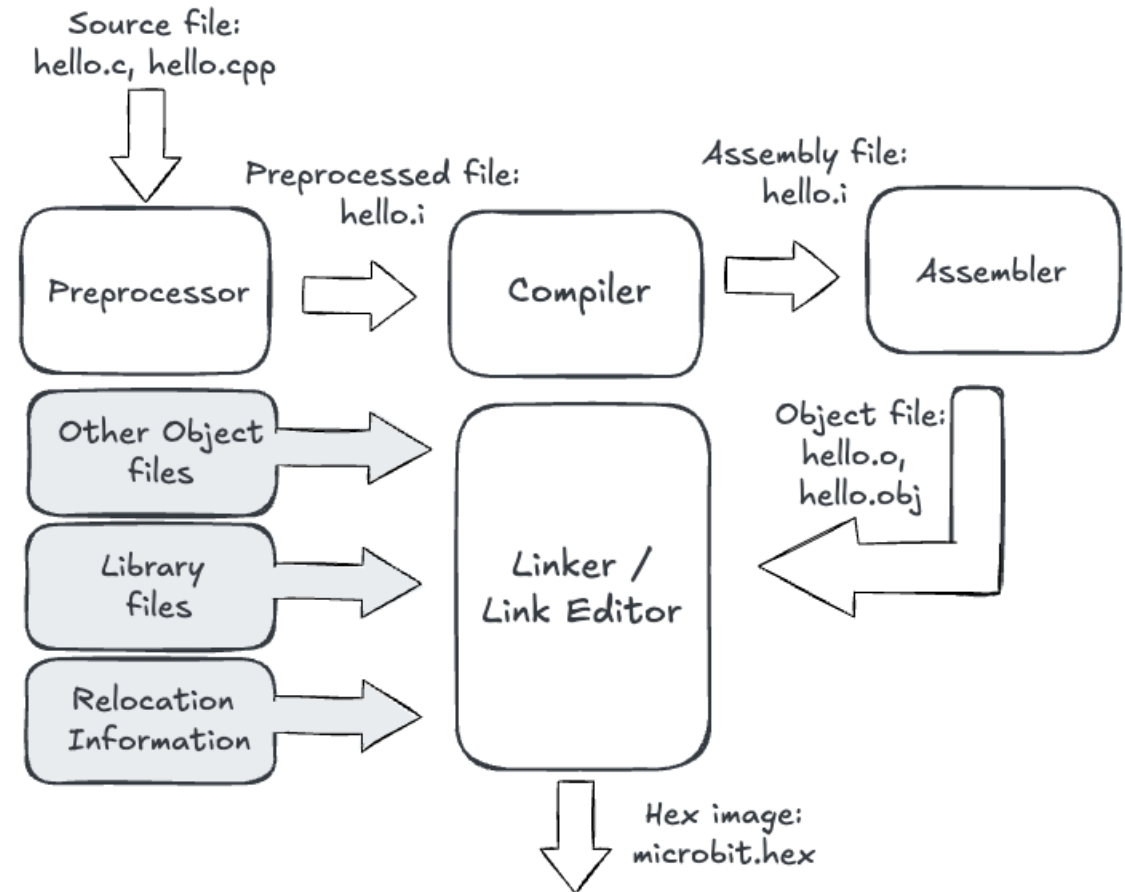 Source file:
hello.c, hello.cpp
Preprocessed file:
hello.i
Assembly file:
hello.i
Preprocessor
Compiler
Assembler
Other Object
files
Object file:
hello.o,
hello.obj
Library
files
Linker /
Link Editor
Relocation
Information
Hex image:
microbit.hex